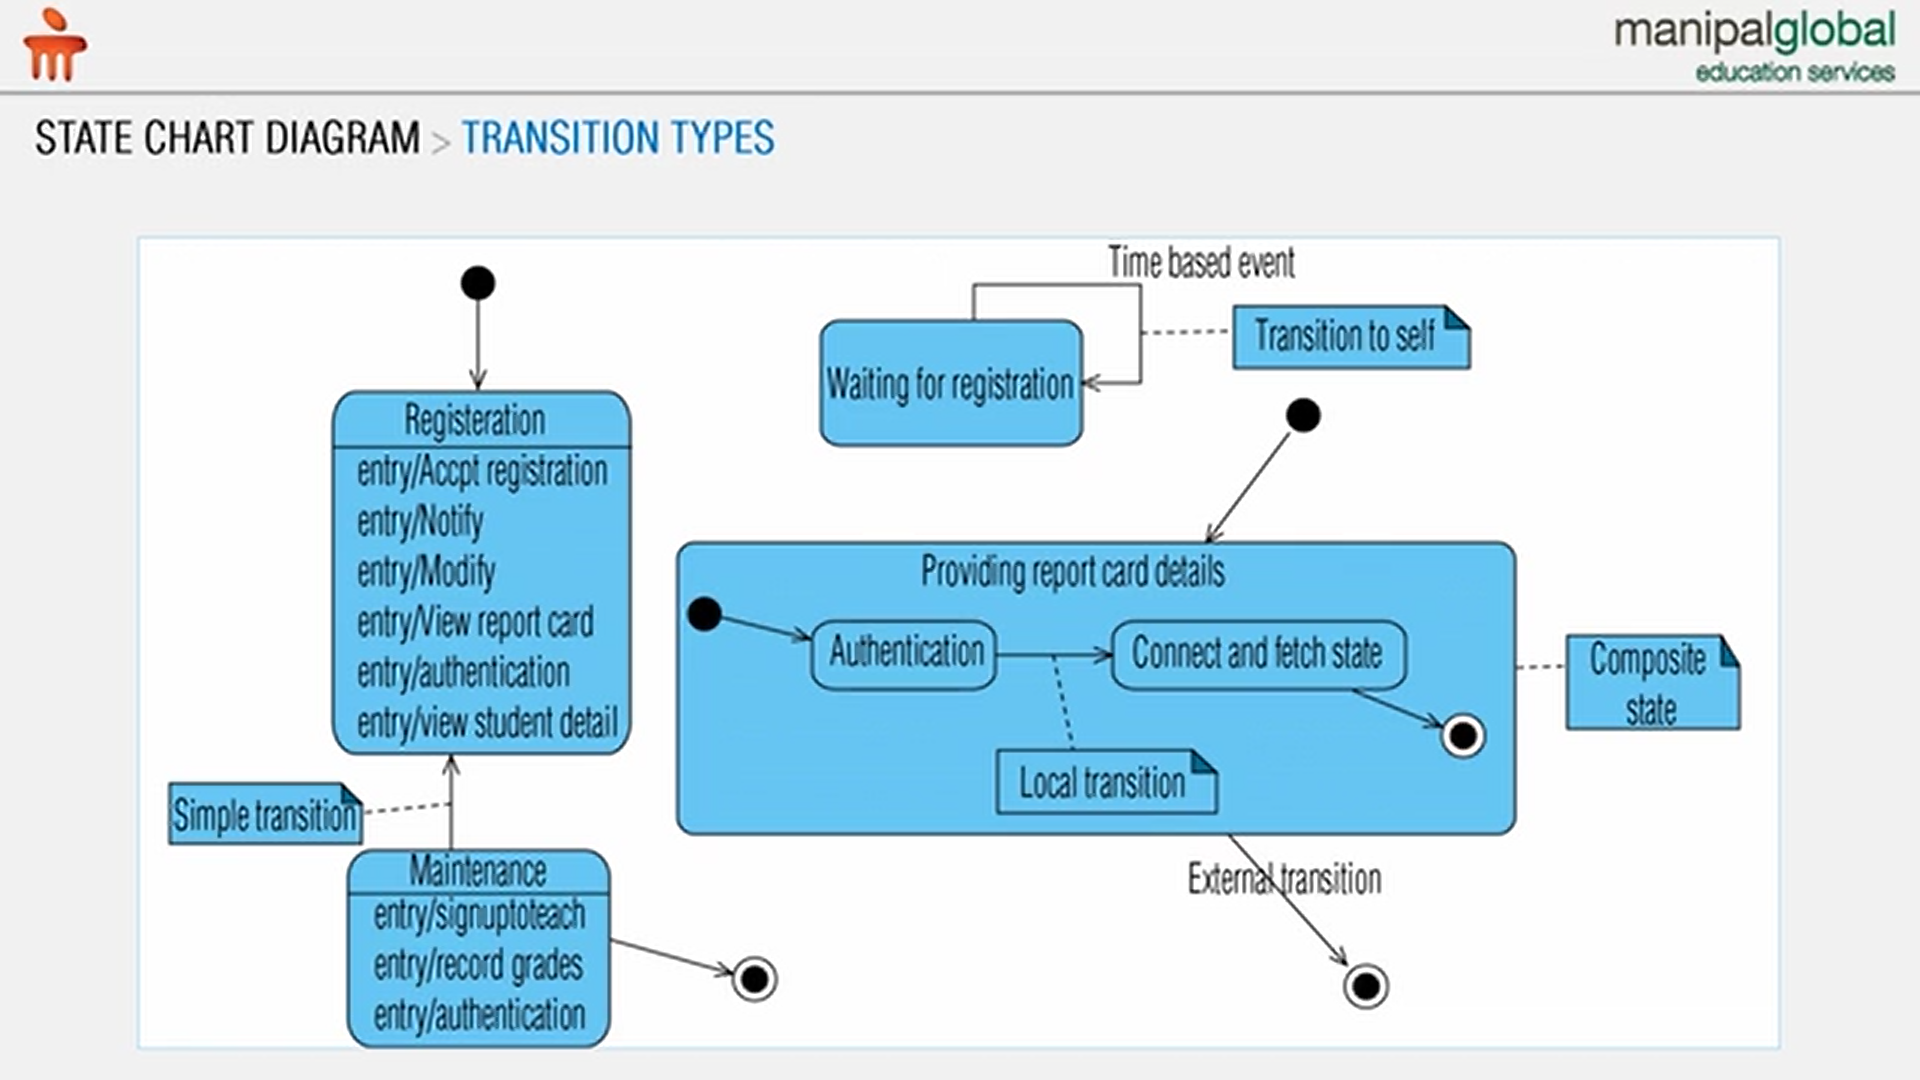 manipalglobal
education services
STATE CHART DIAGRAM > TRANSITION TYPES
Time based event
Transition to self
Waiting for registration
Registeration
entry/Accpt registration
entry/Notify
entry/Modify
entry/View report card
entry/authentication
entry/view student detail
Providing report card details
Authentication
Connect and fetch state
Local transition
Composite
state
Simple transition
Maintenance
entry/signuptoteach
entry/record grades
entry/authentication
External transition